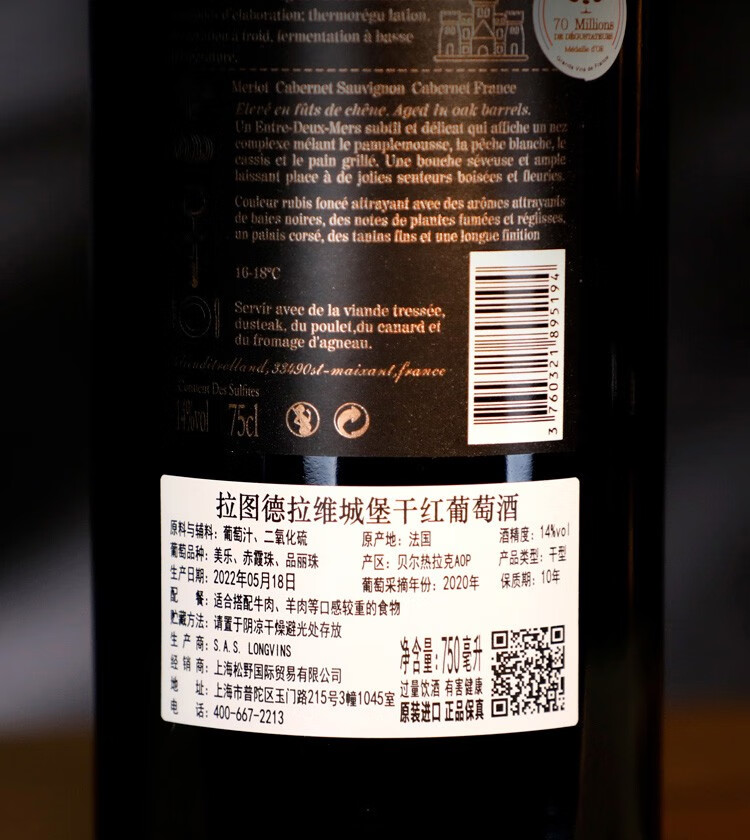 d'elaboration; thermorégu lation,
à froid, fermentation à basse
70 Millions
DE DÉGUSTATEURS
Médaille d'Or
Merlot Cabernet Sauvignon Cabernet France
Elevé en fûts de chêne. Aged in oak barrels.
Un Entre-Deux-Mers subtil et délicat qui affiche un nez
complexe mêlant le pamplemousse, la pêche blanche, le
cassis et le pain grillé. Une bouche séveuse et ample
laissant place à de jolies senteurs boisées et fleuries.
Couleur rubis foncé attrayant avec des arômes attrayants
de baies noires, des notes de plantes fumées et réglisses,
un palais corsé, des tanins fins et une longue finition
16-18°C
Servir avec de la viande tressée,
dusteak, du poulet,du canard et
du fromage d'agneau.
33490st-maixant,france
Contient Des Sulfites
14%vol 75cl
3 760321 895194
拉图德拉维城堡干红葡萄酒
原料与辅料: 葡萄汁、二氧化硫 原产地: 法国 酒精度: 14%vol
葡萄品种: 美乐、赤霞珠、品丽珠 产区: 贝尔热拉克AOP 产品类型: 干型
生产日期: 2022年05月18日 葡萄采摘年份: 2020年 保质期: 10年
配 餐: 适合搭配牛肉、羊肉等口感较重的食物
贮藏方法: 请置于阴凉干燥避光处存放
生 产 商: S.A.S. LONGVINS
经 销 商: 上海松野国际贸易有限公司
地 址: 上海市普陀区玉门路215号3幢1045室
电 话: 400-667-2213
净含量: 750毫升
过量饮酒 有害健康
原装进口 正品保真